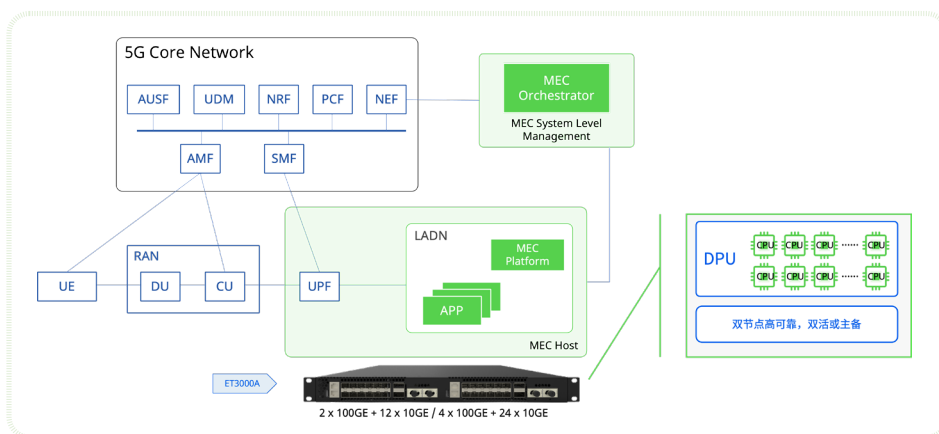 5G Core Network
AUSF
UDM
NRF
PCF
NEF
AMF
SMF
MEC
Orchestrator
MEC System Level
Management
RAN
UE
DU
CU
UPF
LADN
MEC
Platform
APP
MEC Host
DPU
CPU
CPU
CPU
......
CPU
CPU
CPU
CPU
......
CPU
双节点高可靠，双活或主备
ET3000A
2 x 100GE + 12 x 10GE / 4 x 100GE + 24 x 10GE